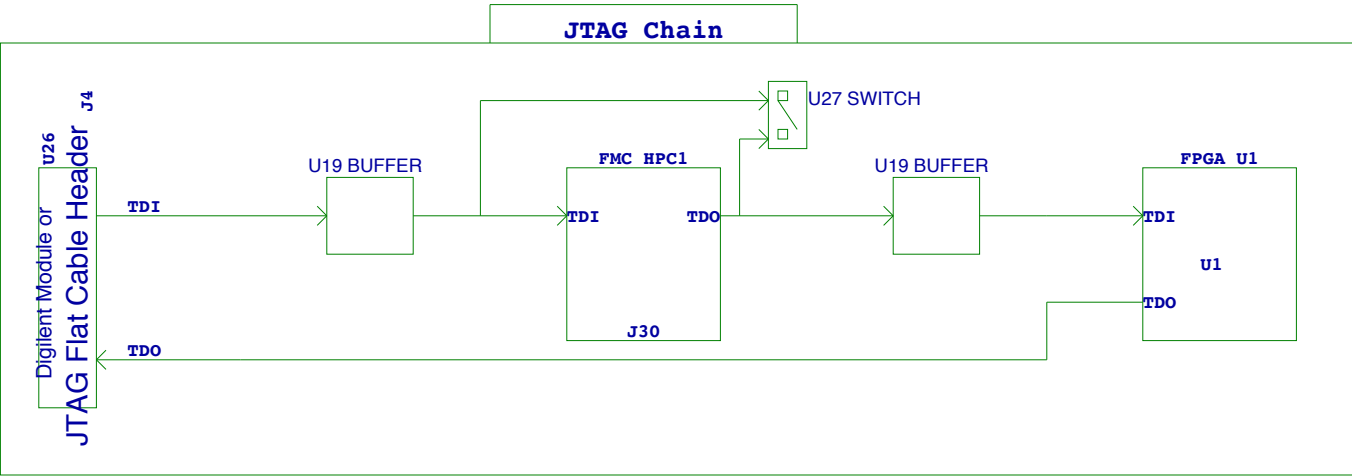 JTAG Chain
U26
J4
Digilent Module or
JTAG Flat Cable Header
TDI
TDO
U19 BUFFER
FMC HPC1
TDI
TDO
J30
U27 SWITCH
U19 BUFFER
FPGA U1
TDI
U1
TDO